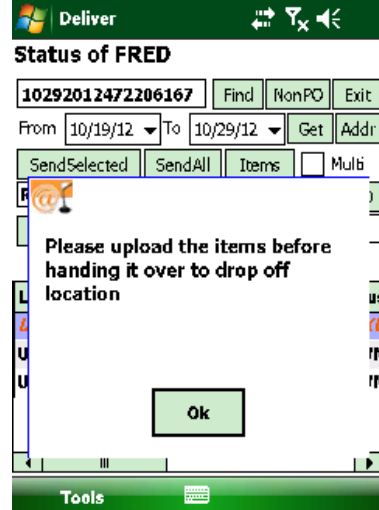 Deliver
Status of FRED
10292012472206167 Find NonPO Exit
From 10/19/12 To 10/29/12 Get Addr
SendSelected SendAll Items Multi
Please upload the items before
handing it over to drop off
location
Ok
Tools